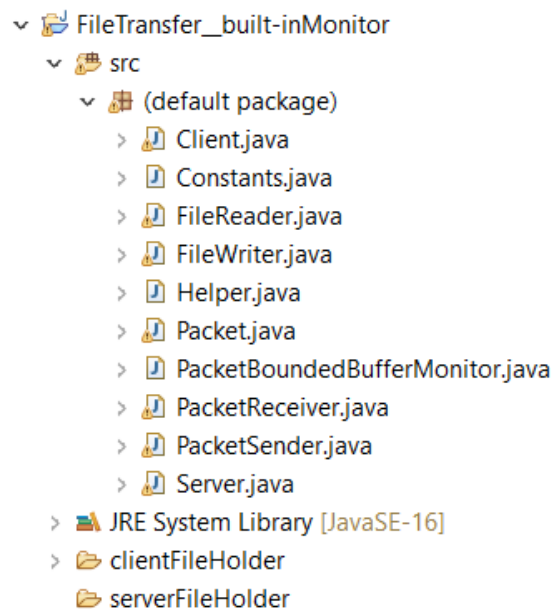 FileTransfer__built-inMonitor
src
(default package)
Client.java
Constants.java
FileReader.java
FileWriter.java
Helper.java
Packet.java
PacketBoundedBufferMonitor.java
PacketReceiver.java
PacketSender.java
Server.java
JRE System Library [JavaSE-16]
clientFileHolder
serverFileHolder